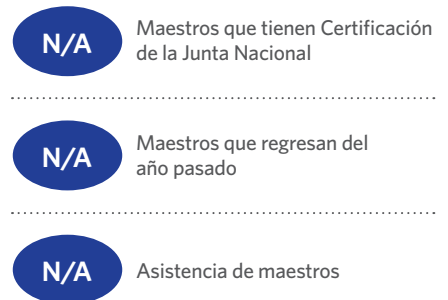 N/A
Maestros que tienen Certificación
de la Junta Nacional
N/A
Maestros que regresan del
año pasado
N/A
Asistencia de maestros